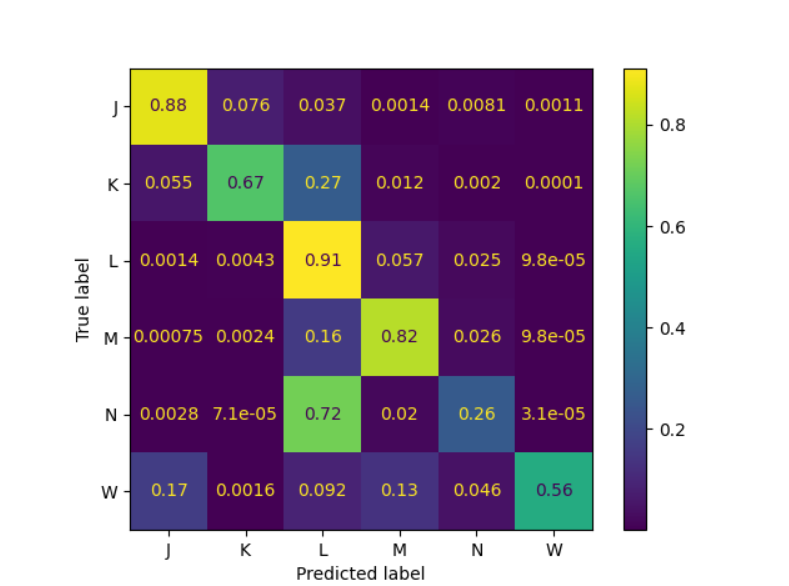 J 0.88 0.076 0.037 0.0014 0.0081 0.0011
K 0.055 0.67 0.27 0.012 0.002 0.0001
L 0.0014 0.0043 0.91 0.057 0.025 9.8e-05
M 0.00075 0.0024 0.16 0.82 0.026 9.8e-05
N 0.0028 7.1e-05 0.72 0.02 0.26 3.1e-05
W 0.17 0.0016 0.092 0.13 0.046 0.56
J K L M N W
Predicted label
True label
0.8
0.6
0.4
0.2